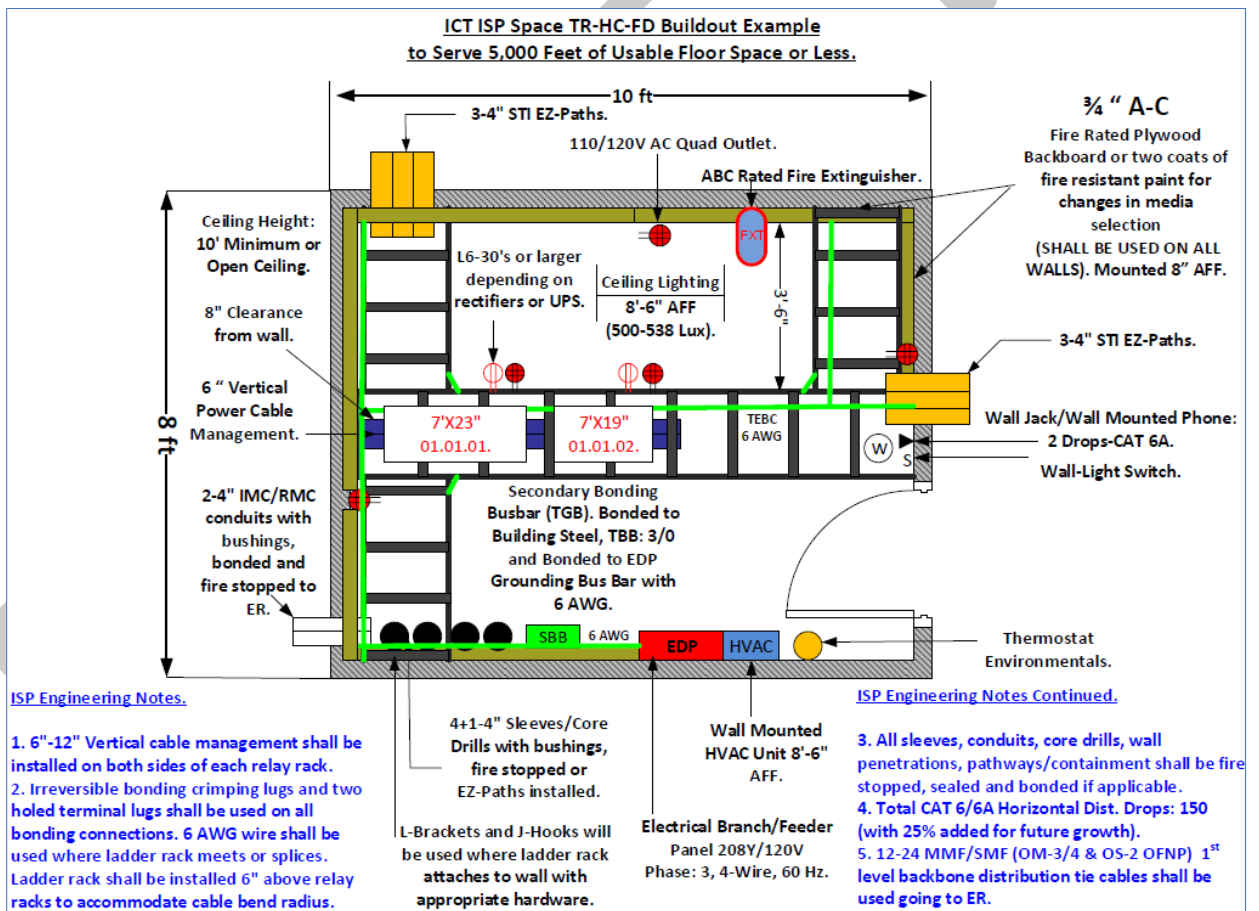 ICT ISP Space TR-HC-FD Buildout Example
to Serve 5,000 Feet of Usable Floor Space or Less.
10 ft
3-4" STI EZ-Paths.
110/120V AC Quad Outlet.
ABC Rated Fire Extinguisher.
¾ “ A-C
Fire Rated Plywood
Backboard or two coats of
fire resistant paint for
changes in media
selection
(SHALL BE USED ON ALL
WALLS). Mounted 8” AFF.
Ceiling Height:
10' Minimum or
Open Ceiling.
L6-30's or larger
depending on
rectifiers or UPS.
Ceiling Lighting
8'-6" AFF
(500-538 Lux).
FXT
3'-6"
8" Clearance
from wall.
6 “ Vertical
Power Cable
Management.
8 ft
7'X23"
01.01.01.
7'X19"
01.01.02.
TEBC
6 AWG
3-4" STI EZ-Paths.
Wall Jack/Wall Mounted Phone:
2 Drops-CAT 6A.
W
S
Wall-Light Switch.
2-4" IMC/RMC
conduits with
bushings,
bonded and
fire stopped to
ER.
Secondary Bonding
Busbar (TGB). Bonded to
Building Steel, TBB: 3/0
and Bonded to EDP
Grounding Bus Bar with
6 AWG.
SBB
6 AWG
EDP
HVAC
Thermostat
Environmentals.
ISP Engineering Notes.
1. 6"-12" Vertical cable management shall be
installed on both sides of each relay rack.
2. Irreversible bonding crimping lugs and two
holed terminal lugs shall be used on all
bonding connections. 6 AWG wire shall be
used where ladder rack meets or splices.
Ladder rack shall be installed 6" above relay
racks to accommodate cable bend radius.
4+1-4" Sleeves/Core
Drills with bushings,
fire stopped or
EZ-Paths installed.
L-Brackets and J-Hooks will
be used where ladder rack
attaches to wall with
appropriate hardware.
Wall Mounted
HVAC Unit 8'-6"
AFF.
Electrical Branch/Feeder
Panel 208Y/120V
Phase: 3, 4-Wire, 60 Hz.
ISP Engineering Notes Continued.
3. All sleeves, conduits, core drills, wall
penetrations, pathways/containment shall be fire
stopped, sealed and bonded if applicable.
4. Total CAT 6/6A Horizontal Dist. Drops: 150
(with 25% added for future growth).
5. 12-24 MMF/SMF (OM-3/4 & OS-2 OFNP) 1st
level backbone distribution tie cables shall be
used going to ER.